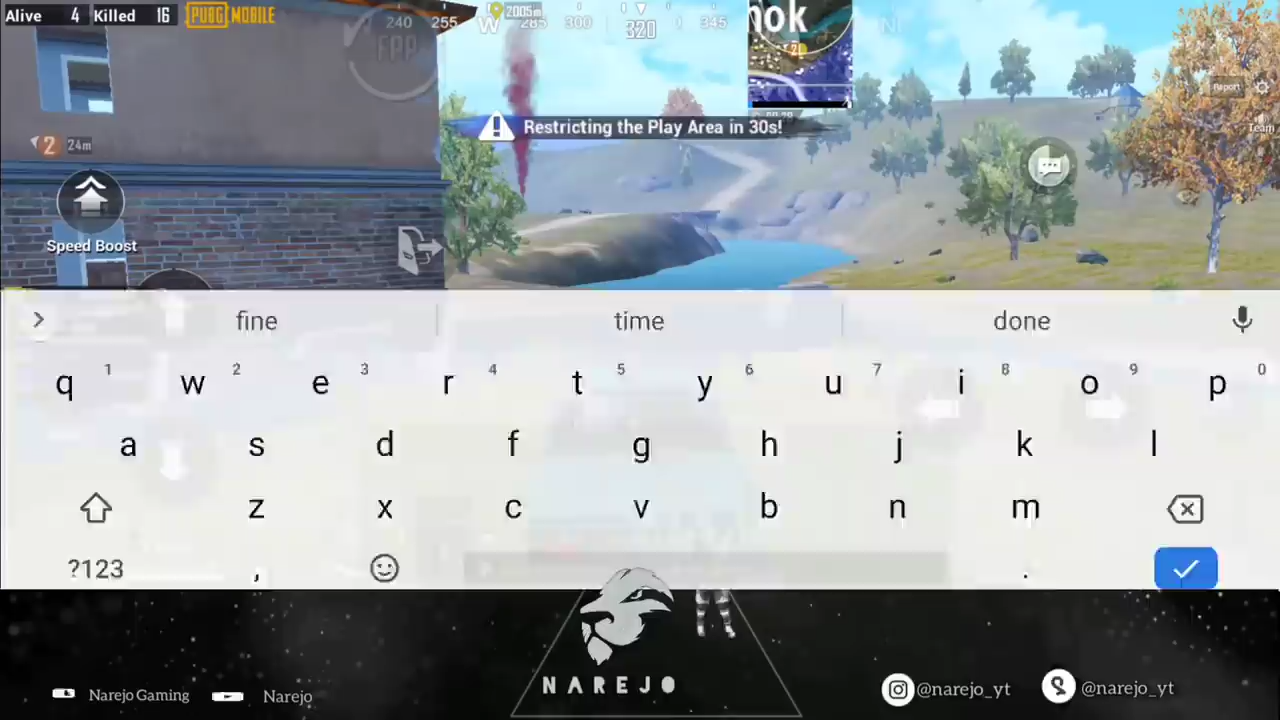 Alive 4 Killed 16 PUBG MOBILE
240 255 W 285 300 320 345 N
2005m
FPP
nok
Report
Team
Restricting the Play Area in 30s!
2 24m
Speed Boost
fine time done
q 1 w 2 e 3 r 4 t 5 y 6 u 7 i 8 o 9 p 0
a s d f g h j k l
z x c v b n m
?123 , .
NAREJO
Narejo Gaming Narejo @narejo_yt @narejo_yt